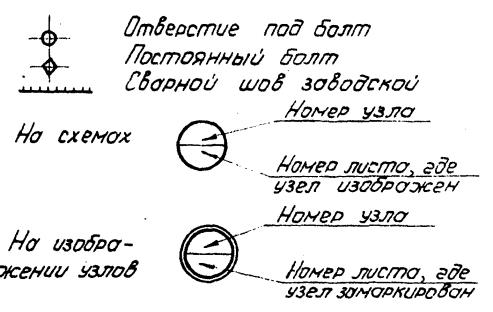 Отверстие под болт
Постоянный болт
Сварной шов заводской
Номер узла
На схемах
Номер листа, где
узел изображен
Номер узла
На изобра-
жении узлов
Номер листа, где
узел замаркирован